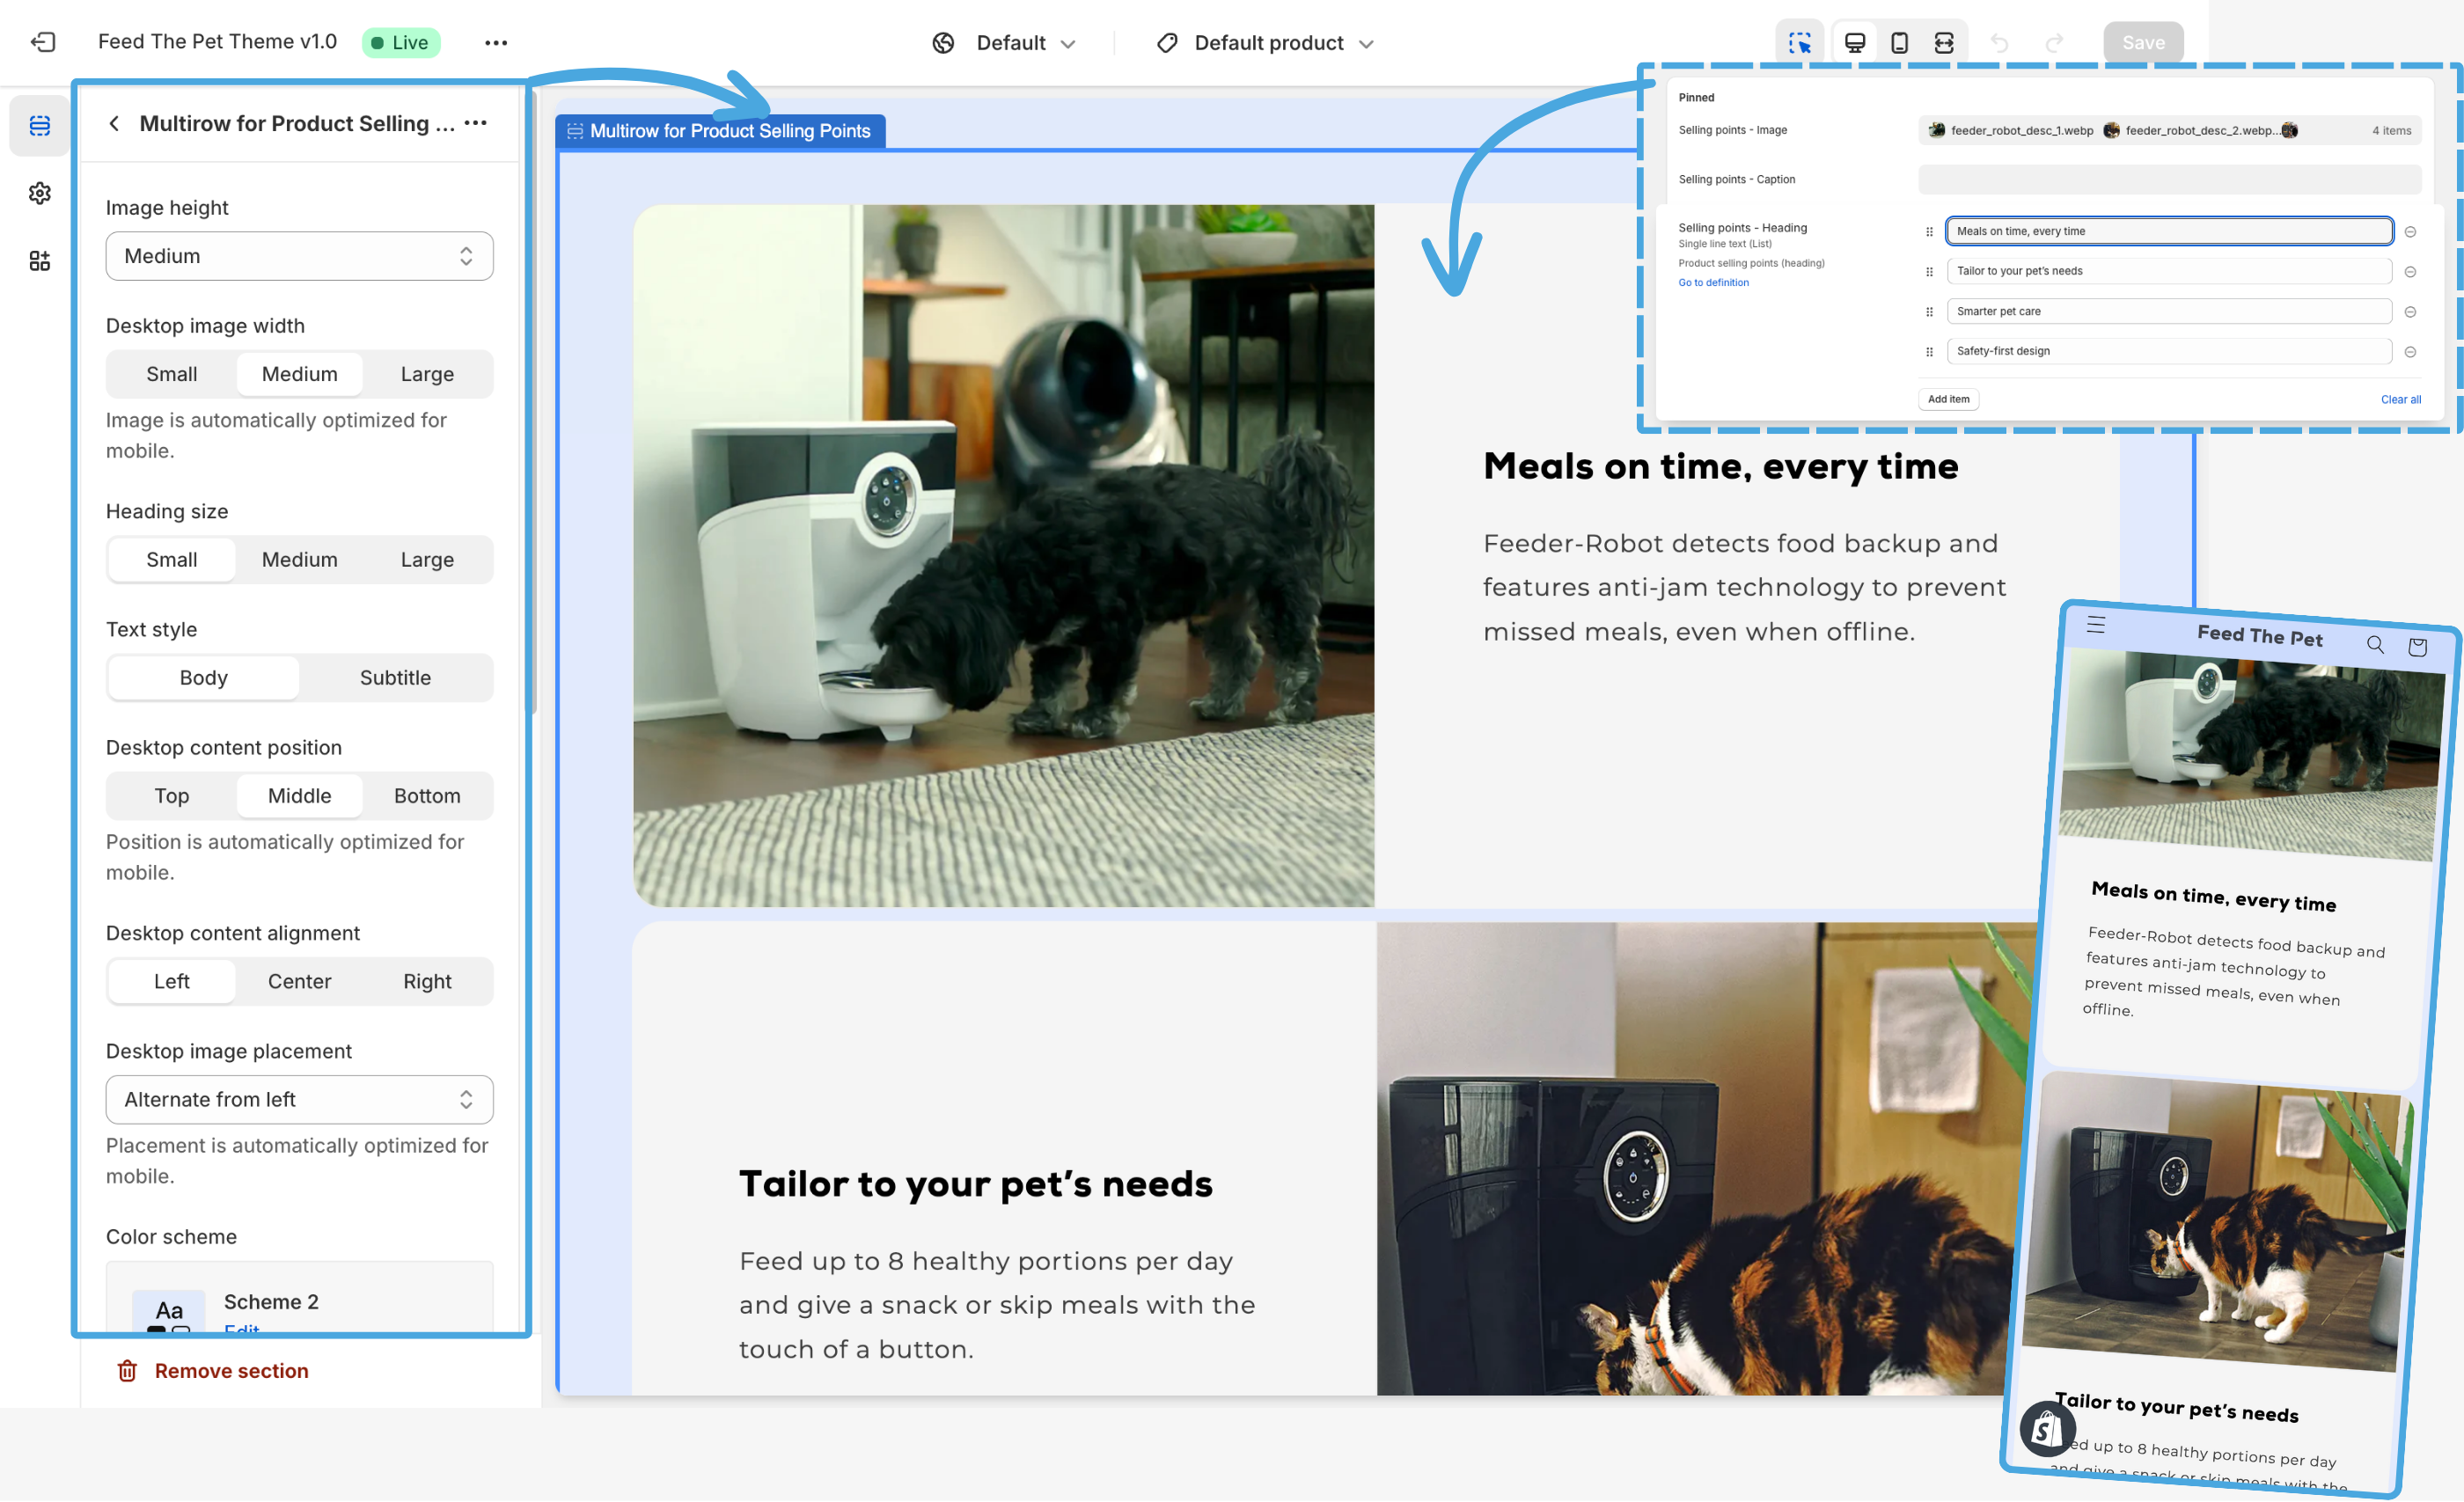 Feed The Pet Theme v1.0
Live
Default
Default product
Save
Multirow for Product Selling ...
Image height
Medium
Desktop image width
Small
Medium
Large
Image is automatically optimized for
mobile.
Heading size
Small
Medium
Large
Text style
Body
Subtitle
Desktop content position
Top
Middle
Bottom
Position is automatically optimized for
mobile.
Desktop content alignment
Left
Center
Right
Desktop image placement
Alternate from left
Placement is automatically optimized for
mobile.
Color scheme
Aa
Scheme 2
Edit
Remove section
Multirow for Product Selling Points
Meals on time, every time
Feeder-Robot detects food backup and
features anti-jam technology to prevent
missed meals, even when offline.
Tailor to your pet’s needs
Feed up to 8 healthy portions per day
and give a snack or skip meals with the
touch of a button.
Pinned
Selling points - Image
feeder_robot_desc_1.webp
feeder_robot_desc_2.webp...
4 items
Selling points - Caption
Selling points - Heading
Single line text (List)
Product selling points (heading)
Go to definition
Meals on time, every time
Tailor to your pet’s needs
Smarter pet care
Safety-first design
Add item
Clear all
Feed The Pet
Meals on time, every time
Feeder-Robot detects food backup and
features anti-jam technology to
prevent missed meals, even when
offline.
Tailor to your pet’s needs
ed up to 8 healthy portions per day
and give a snack or skip meals with the